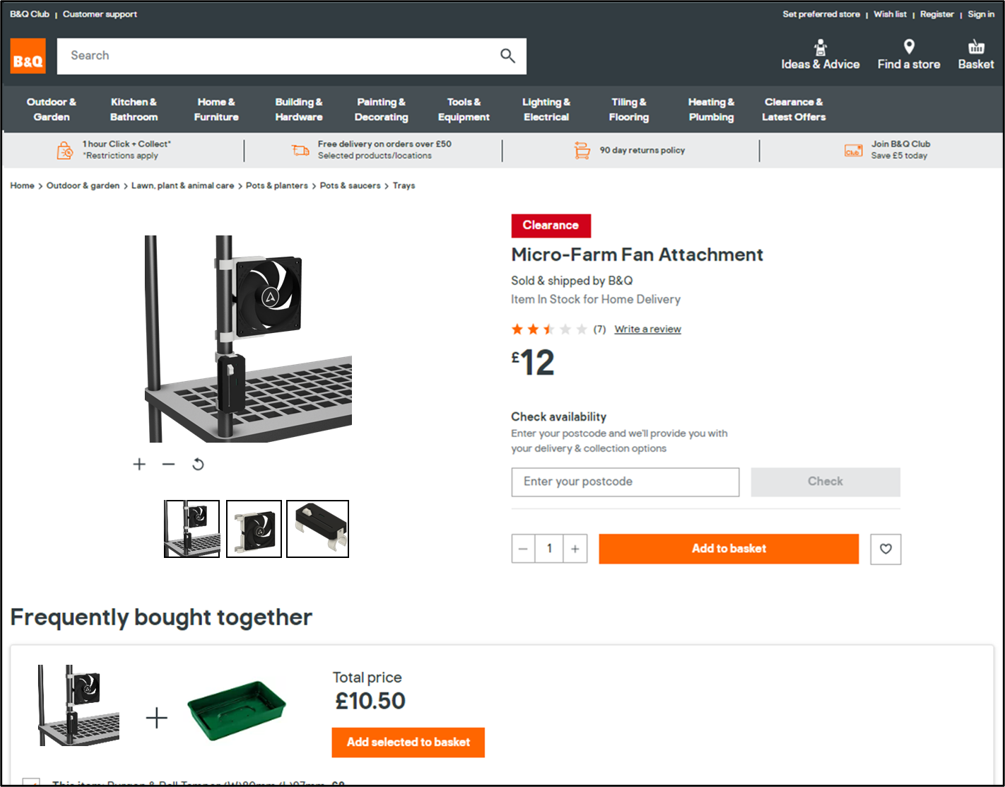 B&Q Club | Customer support
Set preferred store | Wish list | Register | Sign in
B&Q
Search
Ideas & Advice
Find a store
Basket
Outdoor & Garden
Kitchen & Bathroom
Home & Furniture
Building & Hardware
Painting & Decorating
Tools & Equipment
Lighting & Electrical
Tiling & Flooring
Heating & Plumbing
Clearance & Latest Offers
1 hour Click + Collect*
*Restrictions apply
Free delivery on orders over £50
Selected products/locations
90 day returns policy
Club
Join B&Q Club
Save £5 today
Home > Outdoor & garden > Lawn, plant & animal care > Pots & planters > Pots & saucers > Trays
Clearance
Micro-Farm Fan Attachment
Sold & shipped by B&Q
Item In Stock for Home Delivery
(7) Write a review
£12
Check availability
Enter your postcode and we'll provide you with
your delivery & collection options
Enter your postcode
Check
− 1 +
Add to basket
Frequently bought together
Total price
£10.50
Add selected to basket